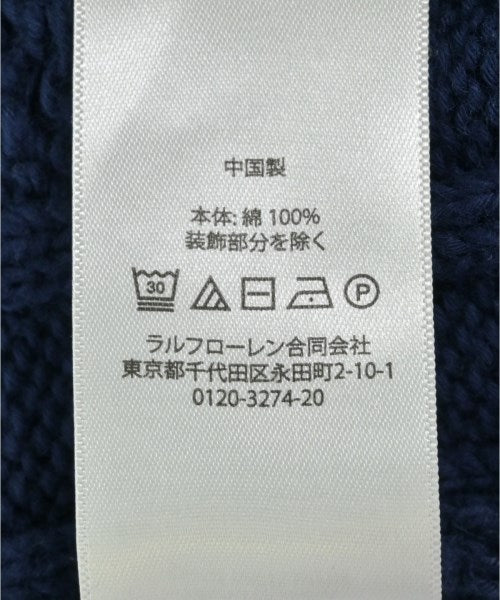 中国製
本体: 綿 100%
装飾部分を除く
30
P
ラルフローレン合同会社
東京都千代田区永田町2-10-1
0120-3274-20